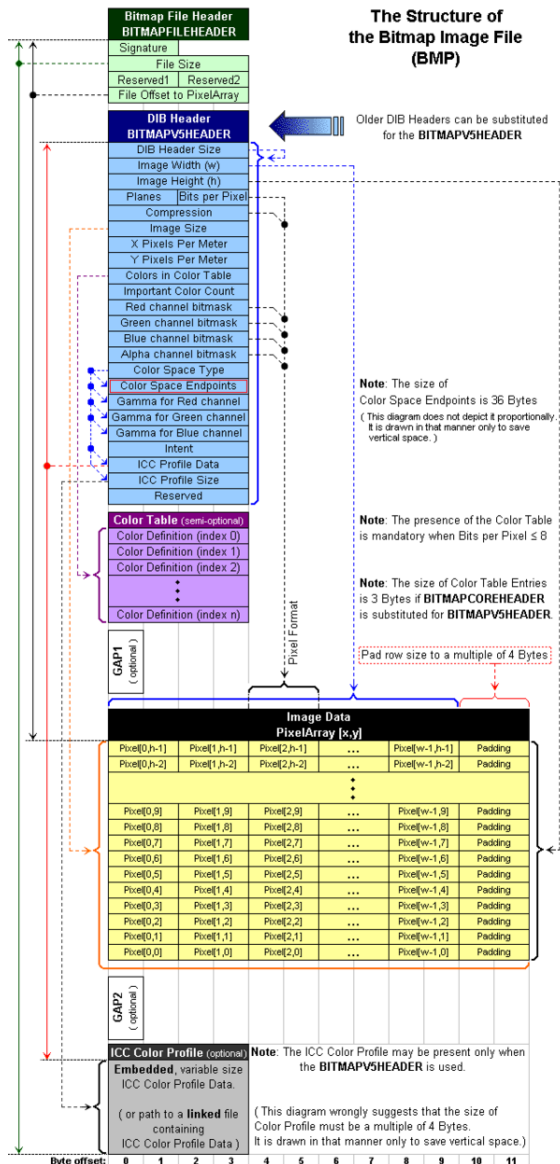 The Structure of
the Bitmap Image File
(BMP)
Bitmap File Header
BITMAPFILEHEADER
Signature
File Size
Reserved1 Reserved2
File Offset to PixelArray
DIB Header
BITMAPV5HEADER
Older DIB Headers can be substituted
for the BITMAPV5HEADER
DIB Header Size
Image Width (w)
Image Height (h)
Planes Bits per Pixel
Compression
Image Size
X Pixels Per Meter
Y Pixels Per Meter
Colors in Color Table
Important Color Count
Red channel bitmask
Green channel bitmask
Blue channel bitmask
Alpha channel bitmask
Color Space Type
Color Space Endpoints
Gamma for Red channel
Gamma for Green channel
Gamma for Blue channel
Intent
ICC Profile Data
ICC Profile Size
Reserved
Note: The size of
Color Space Endpoints is 36 Bytes
( This diagram does not depict it proportionally.
It is drawn in that manner only to save
vertical space. )
Color Table (semi-optional)
Color Definition (index 0)
Color Definition (index 1)
Color Definition (index 2)
Color Definition (index n)
Note: The presence of the Color Table
is mandatory when Bits per Pixel ≤ 8
Note: The size of Color Table Entries
is 3 Bytes if BITMAPCOREHEADER
is substituted for BITMAPV5HEADER.
GAP1
( optional )
Pixel Format
Pad row size to a multiple of 4 Bytes
Image Data
PixelArray [x,y]
Pixel[0,h-1] Pixel[1,h-1] Pixel[2,h-1] ... Pixel[w-1,h-1] Padding
Pixel[0,h-2] Pixel[1,h-2] Pixel[2,h-2] ... Pixel[w-1,h-2] Padding
Pixel[0,9] Pixel[1,9] Pixel[2,9] ... Pixel[w-1,9] Padding
Pixel[0,8] Pixel[1,8] Pixel[2,8] ... Pixel[w-1,8] Padding
Pixel[0,7] Pixel[1,7] Pixel[2,7] ... Pixel[w-1,7] Padding
Pixel[0,6] Pixel[1,6] Pixel[2,6] ... Pixel[w-1,6] Padding
Pixel[0,5] Pixel[1,5] Pixel[2,5] ... Pixel[w-1,5] Padding
Pixel[0,4] Pixel[1,4] Pixel[2,4] ... Pixel[w-1,4] Padding
Pixel[0,3] Pixel[1,3] Pixel[2,3] ... Pixel[w-1,3] Padding
Pixel[0,2] Pixel[1,2] Pixel[2,2] ... Pixel[w-1,2] Padding
Pixel[0,1] Pixel[1,1] Pixel[2,1] ... Pixel[w-1,1] Padding
Pixel[0,0] Pixel[1,0] Pixel[2,0] ... Pixel[w-1,0] Padding
GAP2
( optional )
ICC Color Profile (optional)
Embedded, variable size
ICC Color Profile Data.
( or path to a linked file
containing
ICC Color Profile Data )
Note: The ICC Color Profile may be present only when
the BITMAPV5HEADER is used.
( This diagram wrongly suggests that the size of
Color Profile must be a multiple of 4 Bytes.
It is drawn in that manner only to save vertical space.)
Byte offset: 0 1 2 3 4 5 6 7 8 9 10 11